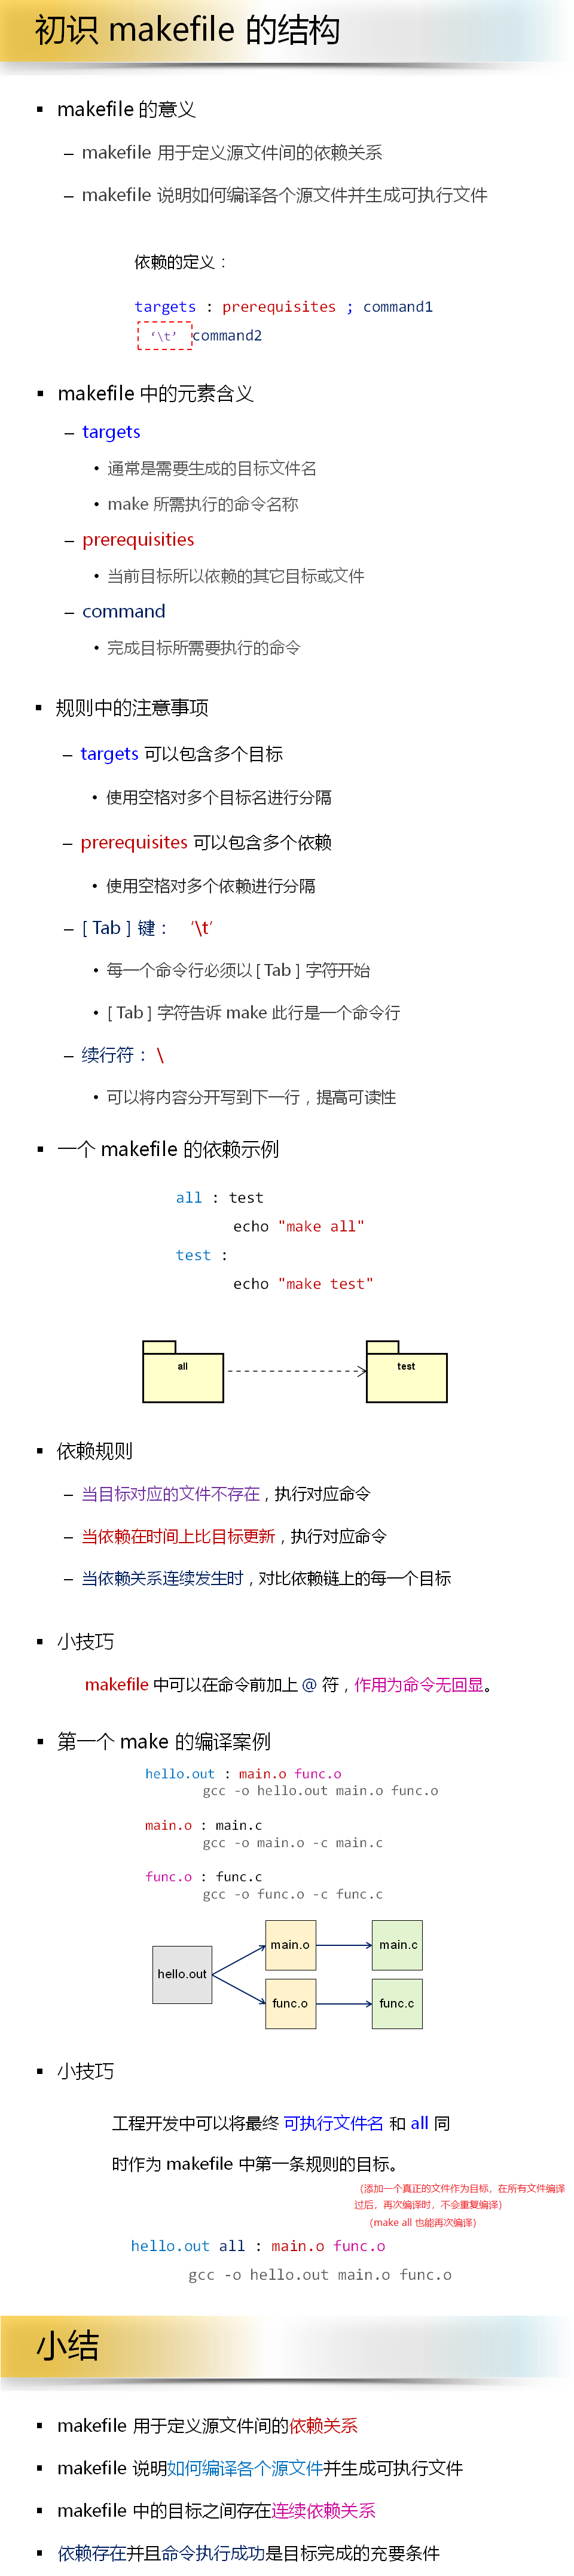 初识 makefile 的结构
▪ makefile 的意义
– makefile 用于定义源文件间的依赖关系
– makefile 说明如何编译各个源文件并生成可执行文件
依赖的定义：
targets : prerequisites ; command1
‘\t’ command2
▪ makefile 中的元素含义
– targets
• 通常是需要生成的目标文件名
• make 所需执行的命令名称
– prerequisities
• 当前目标所以依赖的其它目标或文件
– command
• 完成目标所需要执行的命令
▪ 规则中的注意事项
– targets 可以包含多个目标
• 使用空格对多个目标名进行分隔
– prerequisites 可以包含多个依赖
• 使用空格对多个依赖进行分隔
– [ Tab ] 键： ‘\t‘
• 每一个命令行必须以 [ Tab ] 字符开始
• [ Tab ] 字符告诉 make 此行是一个命令行
– 续行符：\
• 可以将内容分开写到下一行，提高可读性
▪ 一个 makefile 的依赖示例
all : test
echo "make all"
test :
echo "make test"
all
test
▪ 依赖规则
– 当目标对应的文件不存在，执行对应命令
– 当依赖在时间上比目标更新，执行对应命令
– 当依赖关系连续发生时，对比依赖链上的每一个目标
▪ 小技巧
makefile 中可以在命令前加上 @ 符，作用为命令无回显。
▪ 第一个 make 的编译案例
hello.out : main.o func.o
gcc -o hello.out main.o func.o
main.o : main.c
gcc -o main.o -c main.c
func.o : func.c
gcc -o func.o -c func.c
hello.out
main.o
main.c
func.o
func.c
▪ 小技巧
工程开发中可以将最终 可执行文件名 和 all 同
时作为 makefile 中第一条规则的目标。
（添加一个真正的文件作为目标，在所有文件编译
过后，再次编译时，不会重复编译）
（make all 也能再次编译）
hello.out all : main.o func.o
gcc -o hello.out main.o func.o
小结
▪ makefile 用于定义源文件间的依赖关系
▪ makefile 说明如何编译各个源文件并生成可执行文件
▪ makefile 中的目标之间存在连续依赖关系
▪ 依赖存在并且命令执行成功是目标完成的充要条件